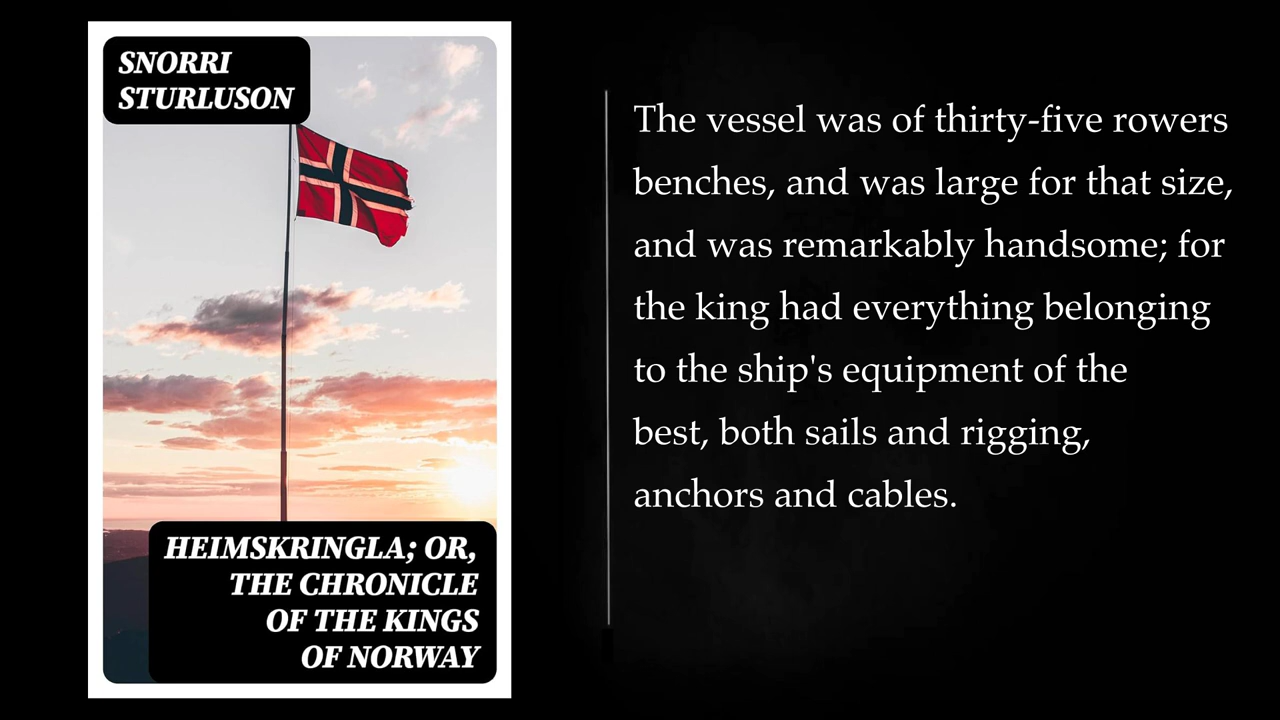 SNORRI
STURLUSON
HEIMSKRINGLA; OR,
THE CHRONICLE
OF THE KINGS
OF NORWAY
The vessel was of thirty-five rowers
benches, and was large for that size,
and was remarkably handsome; for
the king had everything belonging
to the ship's equipment of the
best, both sails and rigging,
anchors and cables.